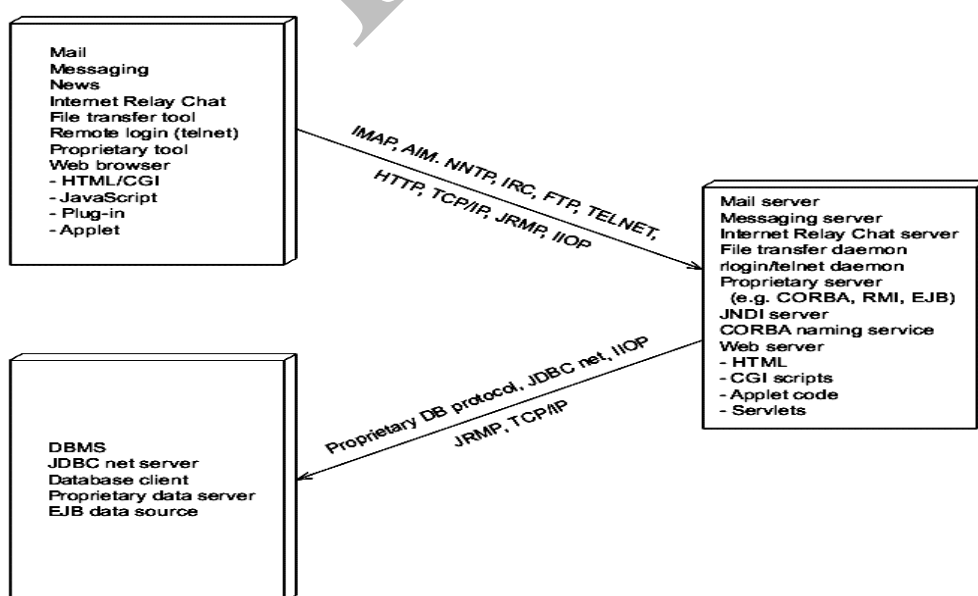 Mail
Messaging
News
Internet Relay Chat
File transfer tool
Remote login (telnet)
Proprietary tool
Web browser
- HTML/CGI
- JavaScript
- Plug-in
- Applet
IMAP, AIM. NNTP, IRC, FTP, TELNET,
HTTP, TCP/IP, JRMP, IIOP
Mail server
Messaging server
Internet Relay Chat server
File transfer daemon
rlogin/telnet daemon
Proprietary server
(e.g. CORBA, RMI, EJB)
JNDI server
CORBA naming service
Web server
- HTML
- CGI scripts
- Applet code
- Servlets
Proprietary DB protocol, JDBC net, IIOP
JRMP, TCP/IP
DBMS
JDBC net server
Database client
Proprietary data server
EJB data source